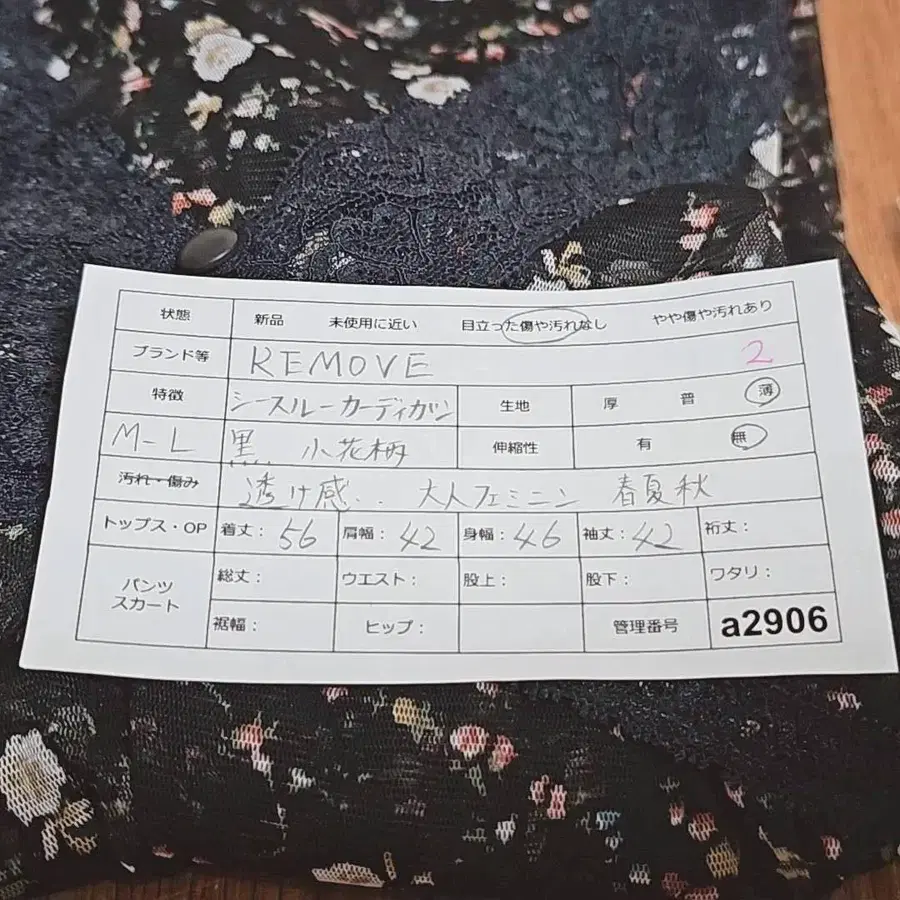 状態 新品 未使用に近い 目立った傷や汚れなし やや傷や汚れあり
ブランド等 REMOVE 2
特徴 シースルーカーディガン 生地 厚 普 薄
M-L 黒 小花柄 伸縮性 有 無
汚れ・傷み 透け感.. 大人フェミニン 春夏秋
トップス・OP 着丈: 56 肩幅: 42 身幅: 46 袖丈: 42 裄丈:
パンツ スカート 総丈: ウエスト: 股上: 股下: ワタリ:
裾幅: ヒップ: 管理番号 a2906